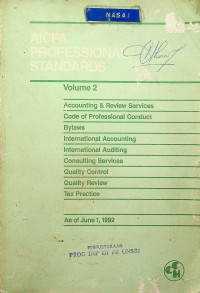 NASAI
AICPA
PROFESSIONAL
STANDARDS
Volume 2
Accounting & Review Services
Code of Professional Conduct
Bylaws
International Accounting
International Auditing
Consulting Services
Quality Control
Quality Review
Tax Practice
As of June 1, 1992
PERPUSTAKAAN